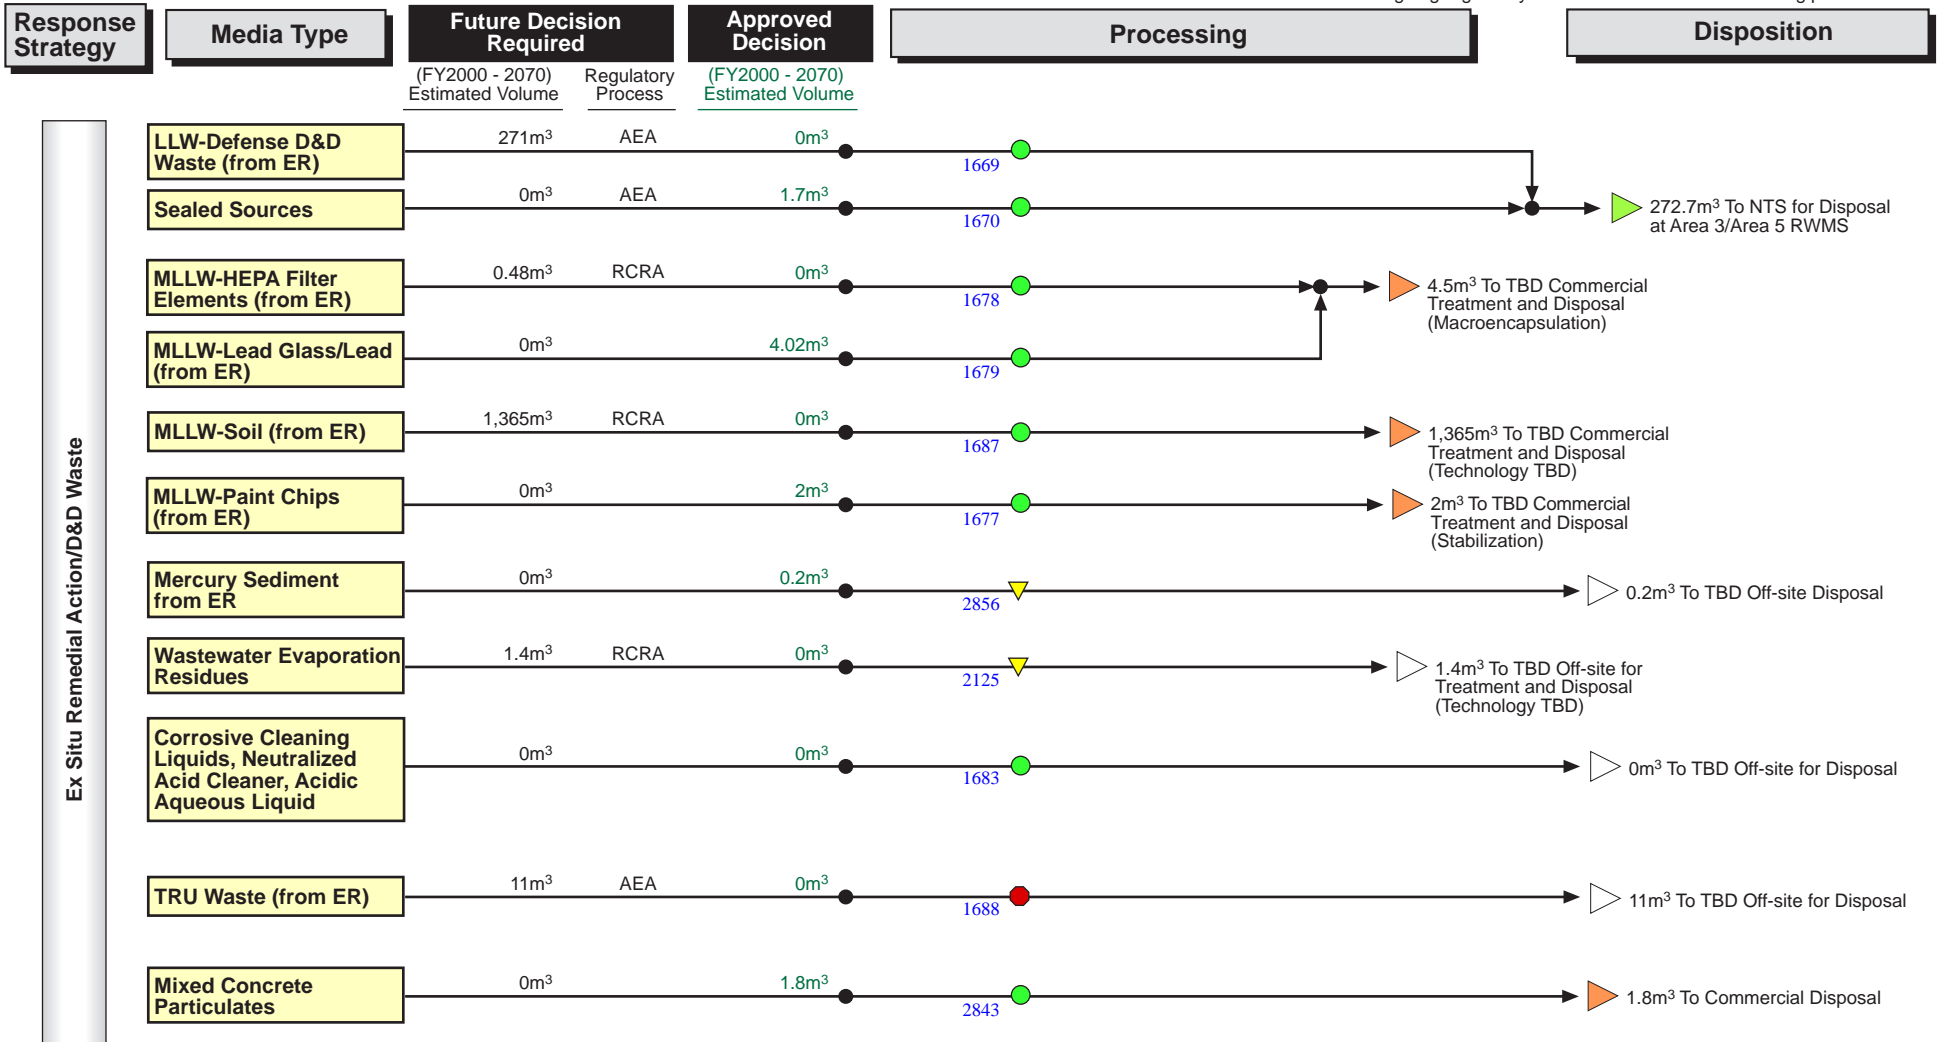 Response
Strategy
Media Type
Future Decision
Required
Approved
Decision
Processing
Disposition
(FY2000 - 2070)
Estimated Volume
Regulatory
Process
(FY2000 - 2070)
Estimated Volume
Ex Situ Remedial Action/D&D Waste
LLW-Defense D&D
Waste (from ER)
271m³
AEA
0m³
1669
Sealed Sources
0m³
AEA
1.7m³
1670
272.7m³ To NTS for Disposal
at Area 3/Area 5 RWMS
MLLW-HEPA Filter
Elements (from ER)
0.48m³
RCRA
0m³
1678
4.5m³ To TBD Commercial
Treatment and Disposal
(Macroencapsulation)
MLLW-Lead Glass/Lead
(from ER)
0m³
4.02m³
1679
MLLW-Soil (from ER)
1,365m³
RCRA
0m³
1687
1,365m³ To TBD Commercial
Treatment and Disposal
(Technology TBD)
MLLW-Paint Chips
(from ER)
0m³
2m³
1677
2m³ To TBD Commercial
Treatment and Disposal
(Stabilization)
Mercury Sediment
from ER
0m³
0.2m³
2856
0.2m³ To TBD Off-site Disposal
Wastewater Evaporation
Residues
1.4m³
RCRA
0m³
2125
1.4m³ To TBD Off-site for
Treatment and Disposal
(Technology TBD)
Corrosive Cleaning
Liquids, Neutralized
Acid Cleaner, Acidic
Aqueous Liquid
0m³
0m³
1683
0m³ To TBD Off-site for Disposal
TRU Waste (from ER)
11m³
AEA
0m³
1688
11m³ To TBD Off-site for Disposal
Mixed Concrete
Particulates
0m³
1.8m³
2843
1.8m³ To Commercial Disposal